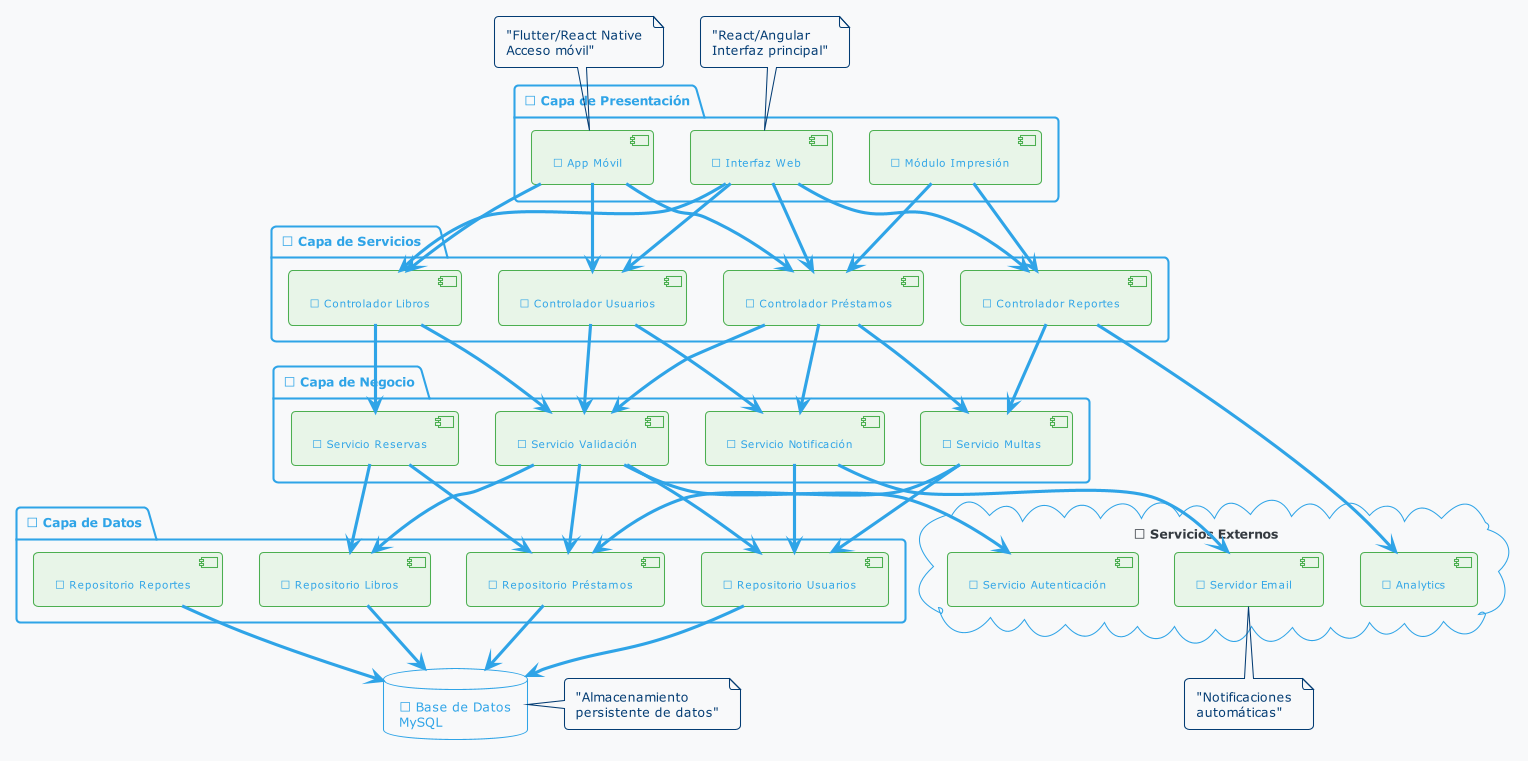 "Flutter/React Native
Acceso móvil"
"React/Angular
Interfaz principal"
□ Capa de Presentación
□ App Móvil
□ Interfaz Web
□ Módulo Impresión
□ Capa de Servicios
□ Controlador Libros
□ Controlador Usuarios
□ Controlador Préstamos
□ Controlador Reportes
□ Capa de Negocio
□ Servicio Reservas
□ Servicio Validación
□ Servicio Notificación
□ Servicio Multas
□ Capa de Datos
□ Repositorio Reportes
□ Repositorio Libros
□ Repositorio Préstamos
□ Repositorio Usuarios
□ Servicios Externos
□ Servicio Autenticación
□ Servidor Email
□ Analytics
□ Base de Datos
MySQL
"Almacenamiento
persistente de datos"
"Notificaciones
automáticas"